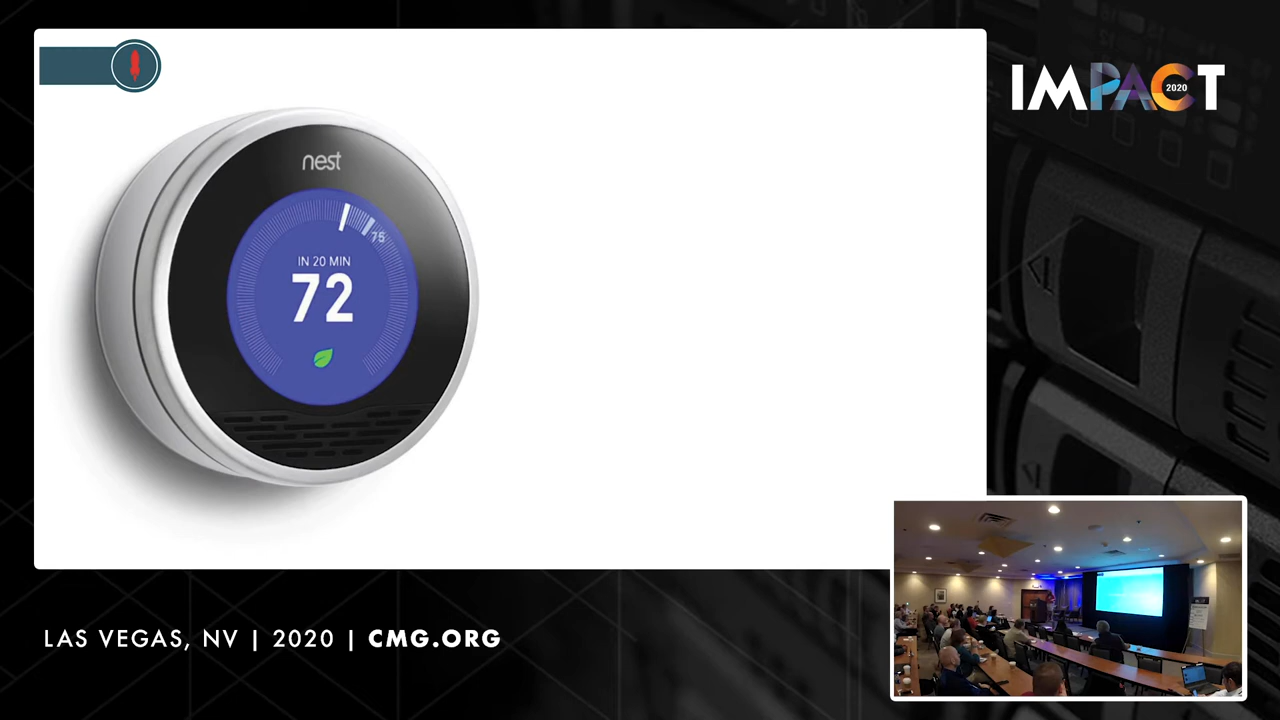 IMPACT
2020
nest
75
IN 20 MIN
72
LAS VEGAS, NV | 2020 | CMG.ORG